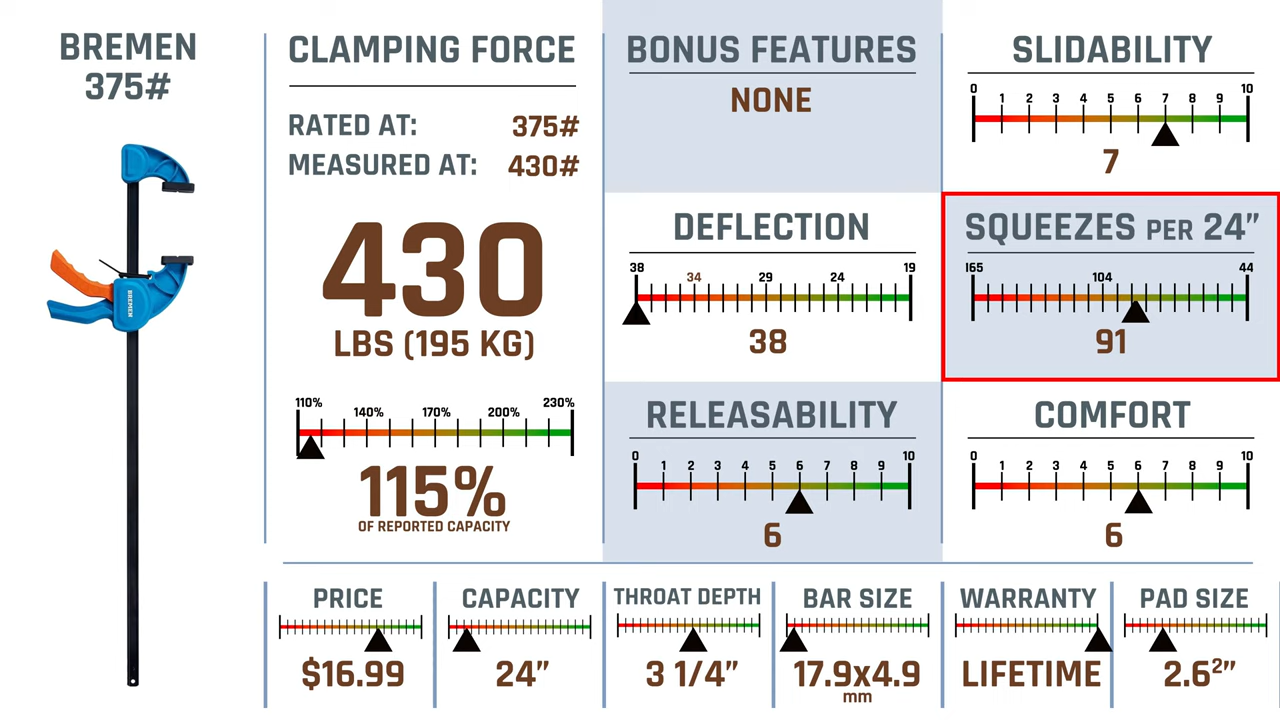 BREMEN
375#
BREMEN
CLAMPING FORCE
RATED AT: 375#
MEASURED AT: 430#
430
LBS (195 KG)
110% 140% 170% 200% 230%
115%
OF REPORTED CAPACITY
BONUS FEATURES
NONE
DEFLECTION
38 34 29 24 19
38
RELEASABILITY
0 1 2 3 4 5 6 7 8 9 10
6
SLIDABILITY
0 1 2 3 4 5 6 7 8 9 10
7
SQUEEZES PER 24”
165 104 44
91
COMFORT
0 1 2 3 4 5 6 7 8 9 10
6
PRICE
$16.99
CAPACITY
24”
THROAT DEPTH
3 1/4”
BAR SIZE
17.9x4.9
mm
WARRANTY
LIFETIME
PAD SIZE
2.6²”